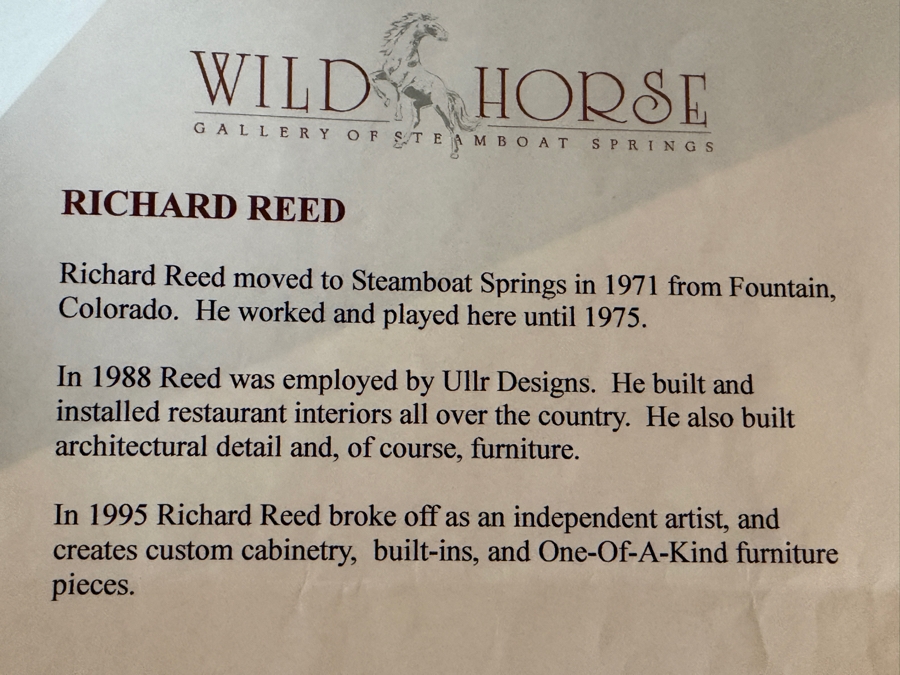 WILD HORSE
GALLERY OF STEAMBOAT SPRINGS
RICHARD REED
Richard Reed moved to Steamboat Springs in 1971 from Fountain,
Colorado.  He worked and played here until 1975.
In 1988 Reed was employed by Ullr Designs.  He built and
installed restaurant interiors all over the country.  He also built
architectural detail and, of course, furniture.
In 1995 Richard Reed broke off as an independent artist, and
creates custom cabinetry,  built-ins, and One-Of-A-Kind furniture
pieces.